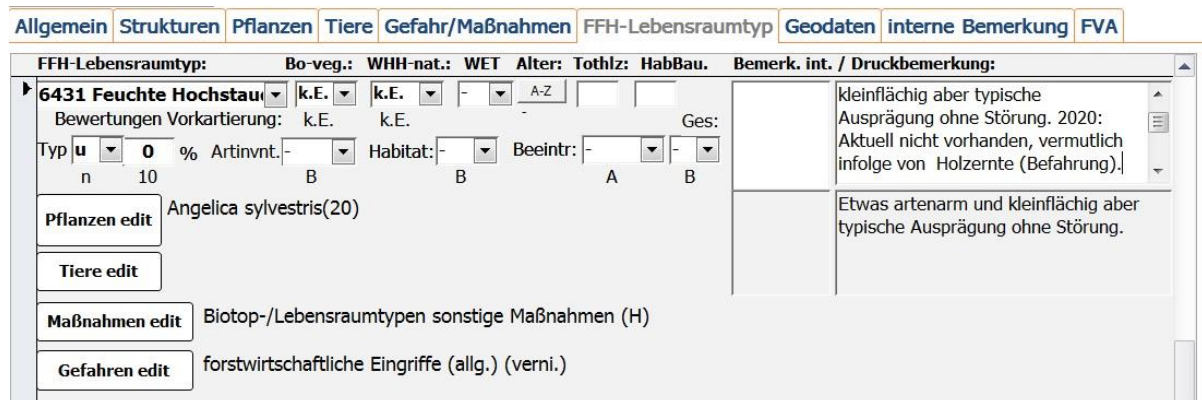 Allgemein Strukturen Pflanzen Tiere Gefahr/Maßnahmen FFH-Lebensraumtyp Geodaten interne Bemerkung FVA
FFH-Lebensraumtyp: Bo-veg.: WHH-nat.: WET Alter: Tothlz: HabBau. Bemerk. int. / Druckbemerkung:
6431 Feuchte Hochstau k.E. k.E. - A-Z
Bewertungen Vorkartierung: k.E. k.E. - Ges:
Typ u 0 % Artinvnt. - Habitat: - Beeintr: - -
n 10 B B A B
kleinflächig aber typische
Ausprägung ohne Störung. 2020:
Aktuell nicht vorhanden, vermutlich
infolge von Holzernte (Befahrung).
Pflanzen edit Angelica sylvestris(20)
Etwas artenarm und kleinflächig aber
typische Ausprägung ohne Störung.
Tiere edit
Maßnahmen edit Biotop-/Lebensraumtypen sonstige Maßnahmen (H)
Gefahren edit forstwirtschaftliche Eingriffe (allg.) (verni.)